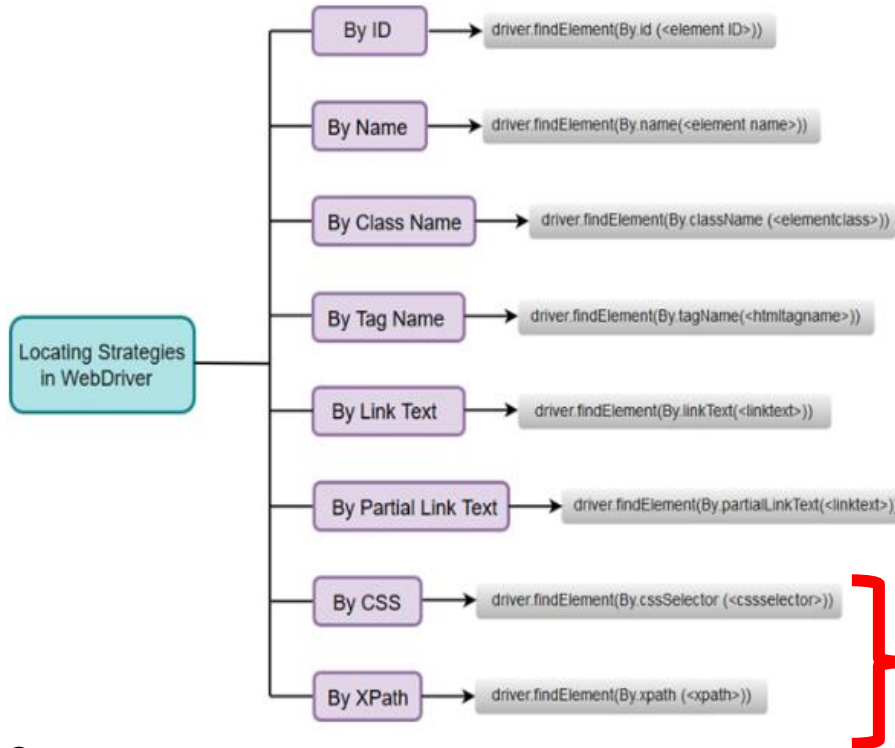 By ID
driver.findElement(By.id (<element ID>))
By Name
driver.findElement(By.name(<element name>))
By Class Name
driver.findElement(By.className (<elementclass>))
By Tag Name
driver.findElement(By.tagName(<htmltagname>))
Locating Strategies
in WebDriver
By Link Text
driver.findElement(By.linkText(<linktext>))
By Partial Link Text
driver.findElement(By.partialLinkText(<linktext>))
By CSS
driver.findElement(By.cssSelector (<cssselector>))
By XPath
driver.findElement(By.xpath (<xpath>))